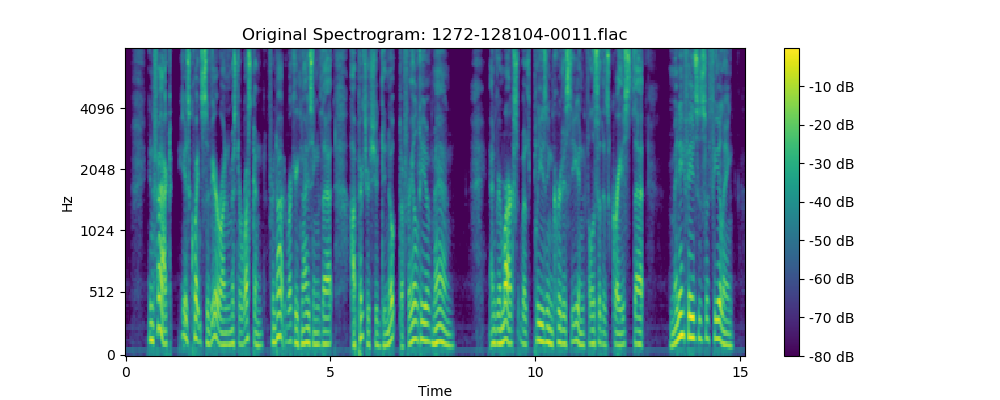 Original Spectrogram: 1272-128104-0011.flac
Hz
4096
2048
1024
512
0
0 5 10 15
Time
-10 dB
-20 dB
-30 dB
-40 dB
-50 dB
-60 dB
-70 dB
-80 dB